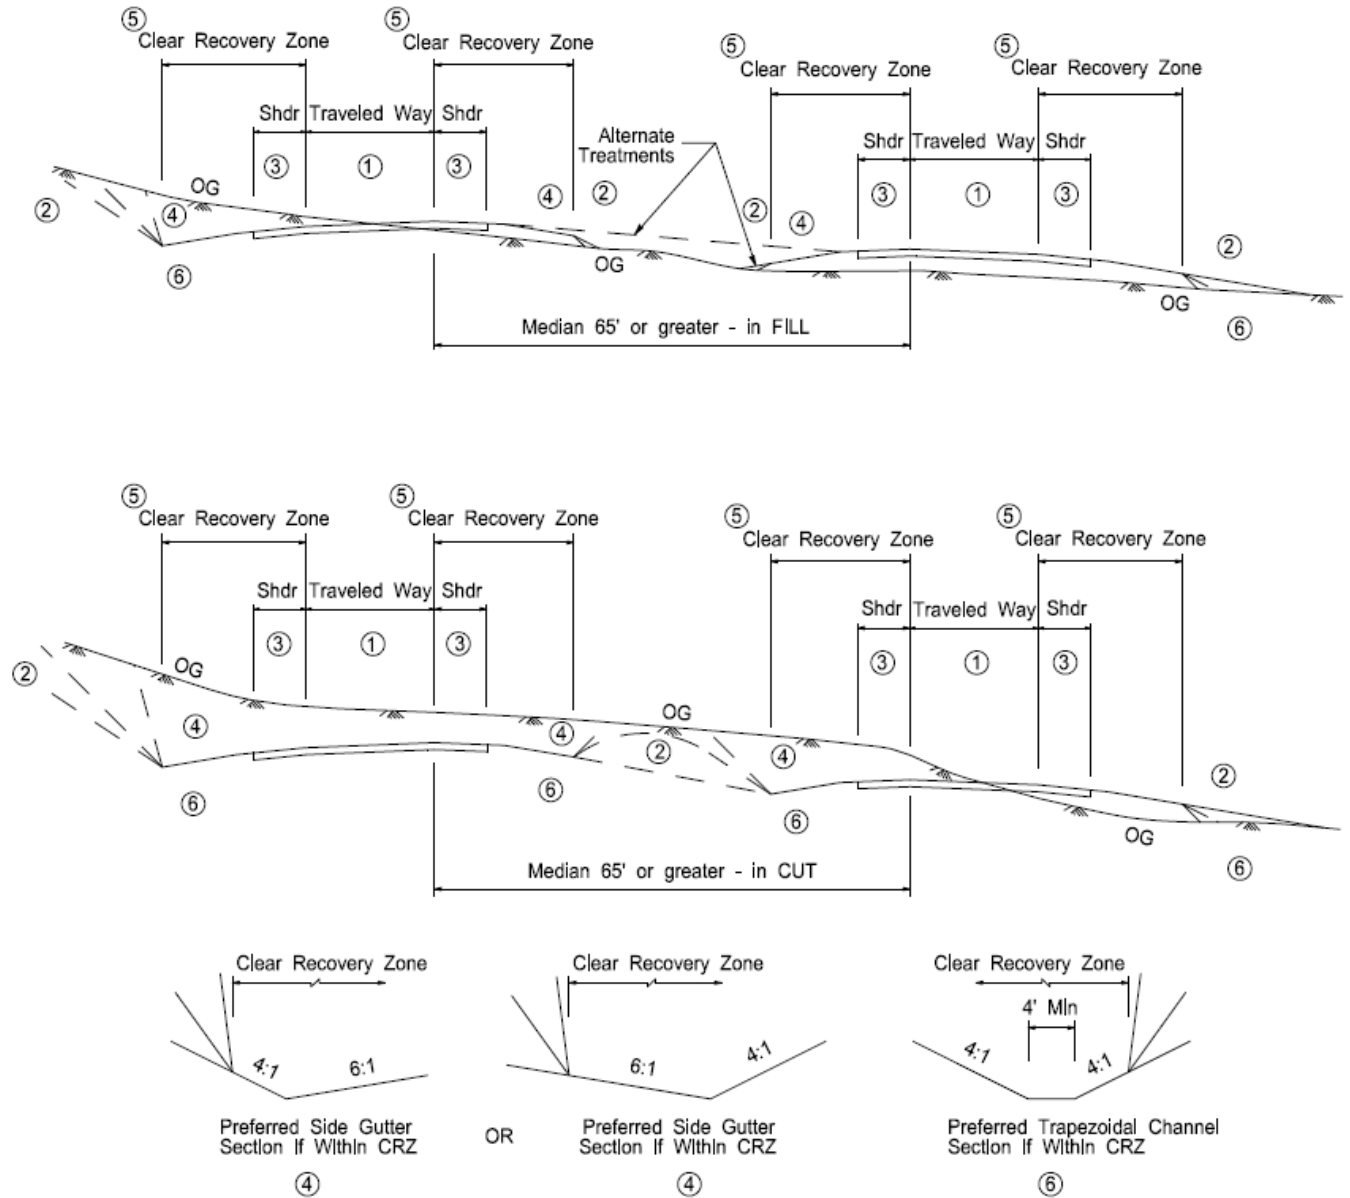 ⑤ ⑤
Clear Recovery Zone Clear Recovery Zone
⑤ ⑤
Clear Recovery Zone Clear Recovery Zone
Shdr Traveled Way Shdr
Alternate
Treatments
Shdr Traveled Way Shdr
③ ① ③
③ ① ③
② ④ OG
④ ②
② ④
②
⑥
OG
OG
⑥
Median 65' or greater - in FILL
⑤ ⑤
Clear Recovery Zone Clear Recovery Zone
⑤ ⑤
Clear Recovery Zone Clear Recovery Zone
Shdr Traveled Way Shdr
Shdr Traveled Way Shdr
③ ① ③
③ ① ③
② OG
④
OG
④ ② ④
②
⑥ ⑥ ⑥
OG
⑥
Median 65' or greater - in CUT
Clear Recovery Zone Clear Recovery Zone Clear Recovery Zone
4' Min
4:1 6:1
6:1 4:1
4:1 4:1
Preferred Side Gutter
Section if Within CRZ
④
OR
Preferred Side Gutter
Section if Within CRZ
④
Preferred Trapezoidal Channel
Section if Within CRZ
⑥